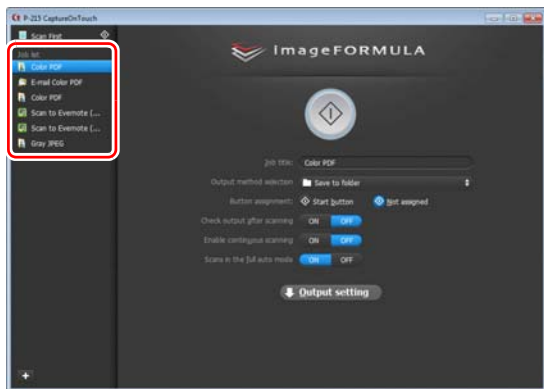 P-215 CaptureOnTouch
Scan First
Job list
Color PDF
E-mail Color PDF
Color PDF
Scan to Evernote (...
Scan to Evernote (...
Gray JPEG
imageFORMULA
Job title: Color PDF
Output method selection Save to folder
Button assignment: Start button Not assigned
Check output after scanning ON OFF
Enable continuous scanning ON OFF
Scans in the full auto mode ON OFF
Output setting